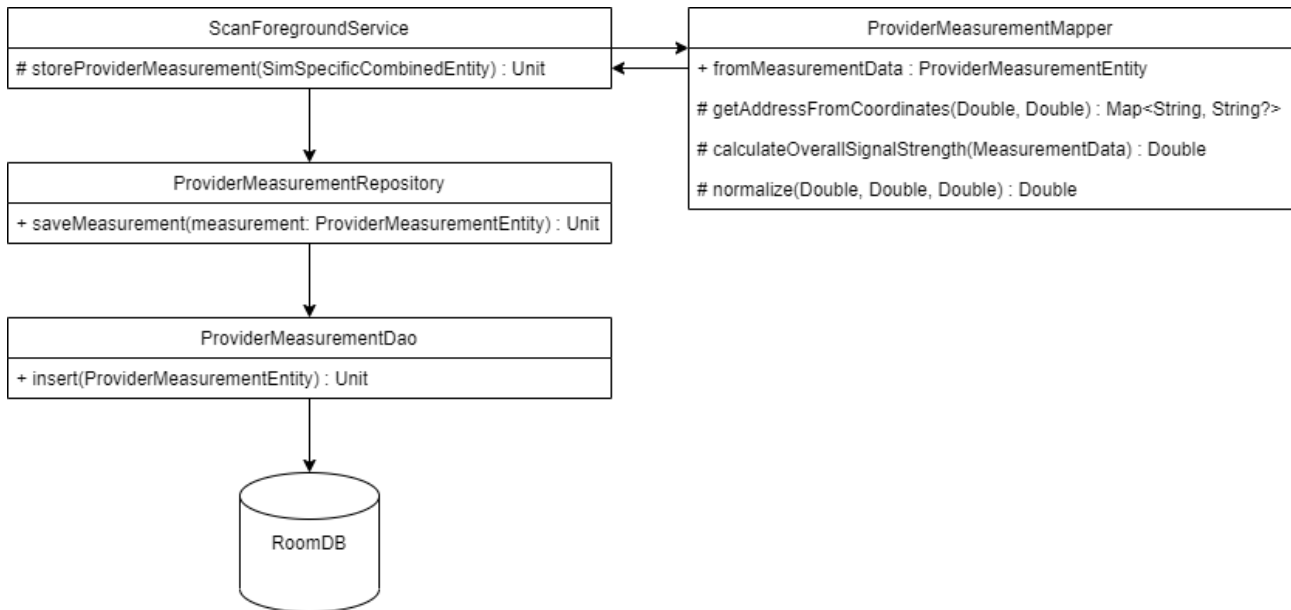 ScanForegroundService
# storeProviderMeasurement(SimSpecificCombinedEntity) : Unit
ProviderMeasurementMapper
+ fromMeasurementData : ProviderMeasurementEntity
# getAddressFromCoordinates(Double, Double) : Map<String, String?>
# calculateOverallSignalStrength(MeasurementData) : Double
# normalize(Double, Double, Double) : Double
ProviderMeasurementRepository
+ saveMeasurement(measurement: ProviderMeasurementEntity) : Unit
ProviderMeasurementDao
+ insert(ProviderMeasurementEntity) : Unit
RoomDB